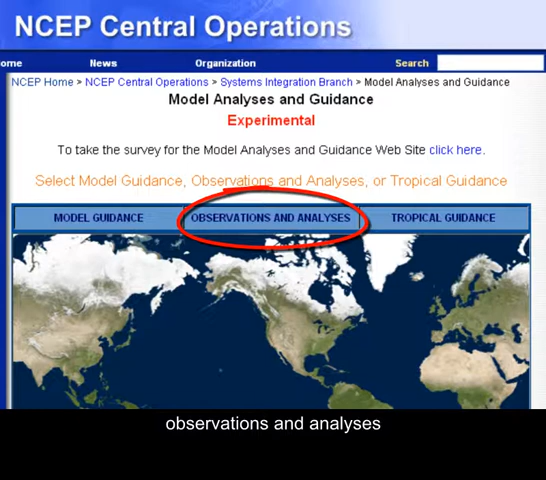 NCEP Central Operations
ome News Organization Search
NCEP Home > NCEP Central Operations > Systems Integration Branch > Model Analyses and Guidance
Model Analyses and Guidance
Experimental
To take the survey for the Model Analyses and Guidance Web Site click here.
Select Model Guidance, Observations and Analyses, or Tropical Guidance
MODEL GUIDANCE OBSERVATIONS AND ANALYSES TROPICAL GUIDANCE
observations and analyses